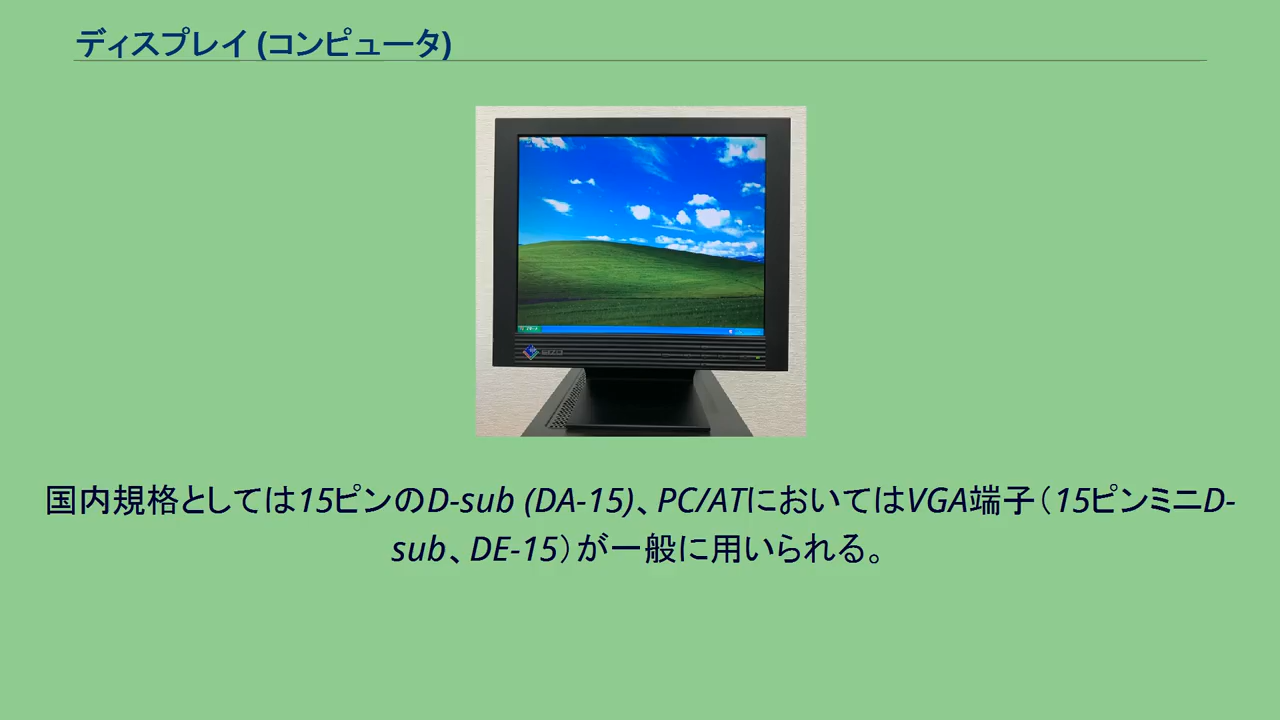 ディスプレイ (コンピュータ)
国内規格としては15ピンのD-sub (DA-15)、PC/ATにおいてはVGA端子（15ピンミニD-
sub、DE-15）が一般に用いられる。